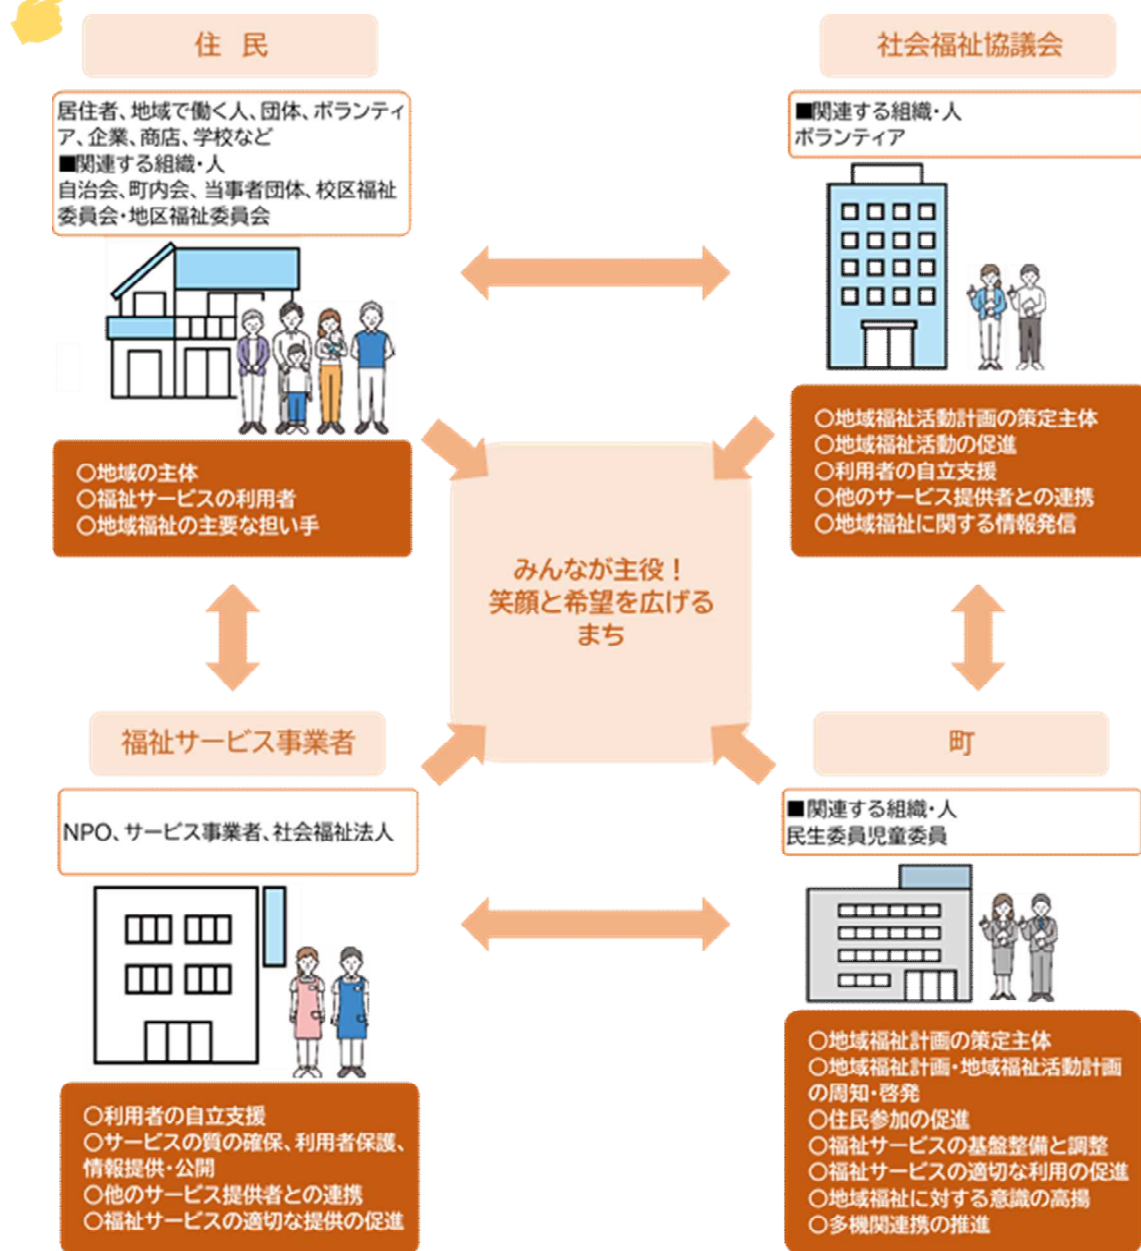 住 民
居住者、地域で働く人、団体、ボランティ
ア、企業、商店、学校など
■関連する組織・人
自治会、町内会、当事者団体、校区福祉
委員会・地区福祉委員会
○地域の主体
○福祉サービスの利用者
○地域福祉の主要な担い手
社会福祉協議会
■関連する組織・人
ボランティア
○地域福祉活動計画の策定主体
○地域福祉活動の促進
○利用者の自立支援
○他のサービス提供者との連携
○地域福祉に関する情報発信
みんなが主役！
笑顔と希望を広げる
まち
福祉サービス事業者
NPO、サービス事業者、社会福祉法人
○利用者の自立支援
○サービスの質の確保、利用者保護、
情報提供・公開
○他のサービス提供者との連携
○福祉サービスの適切な提供の促進
町
■関連する組織・人
民生委員児童委員
○地域福祉計画の策定主体
○地域福祉計画・地域福祉活動計画
の周知・啓発
○住民参加の促進
○福祉サービスの基盤整備と調整
○福祉サービスの適切な利用の促進
○地域福祉に対する意識の高揚
○多機関連携の推進